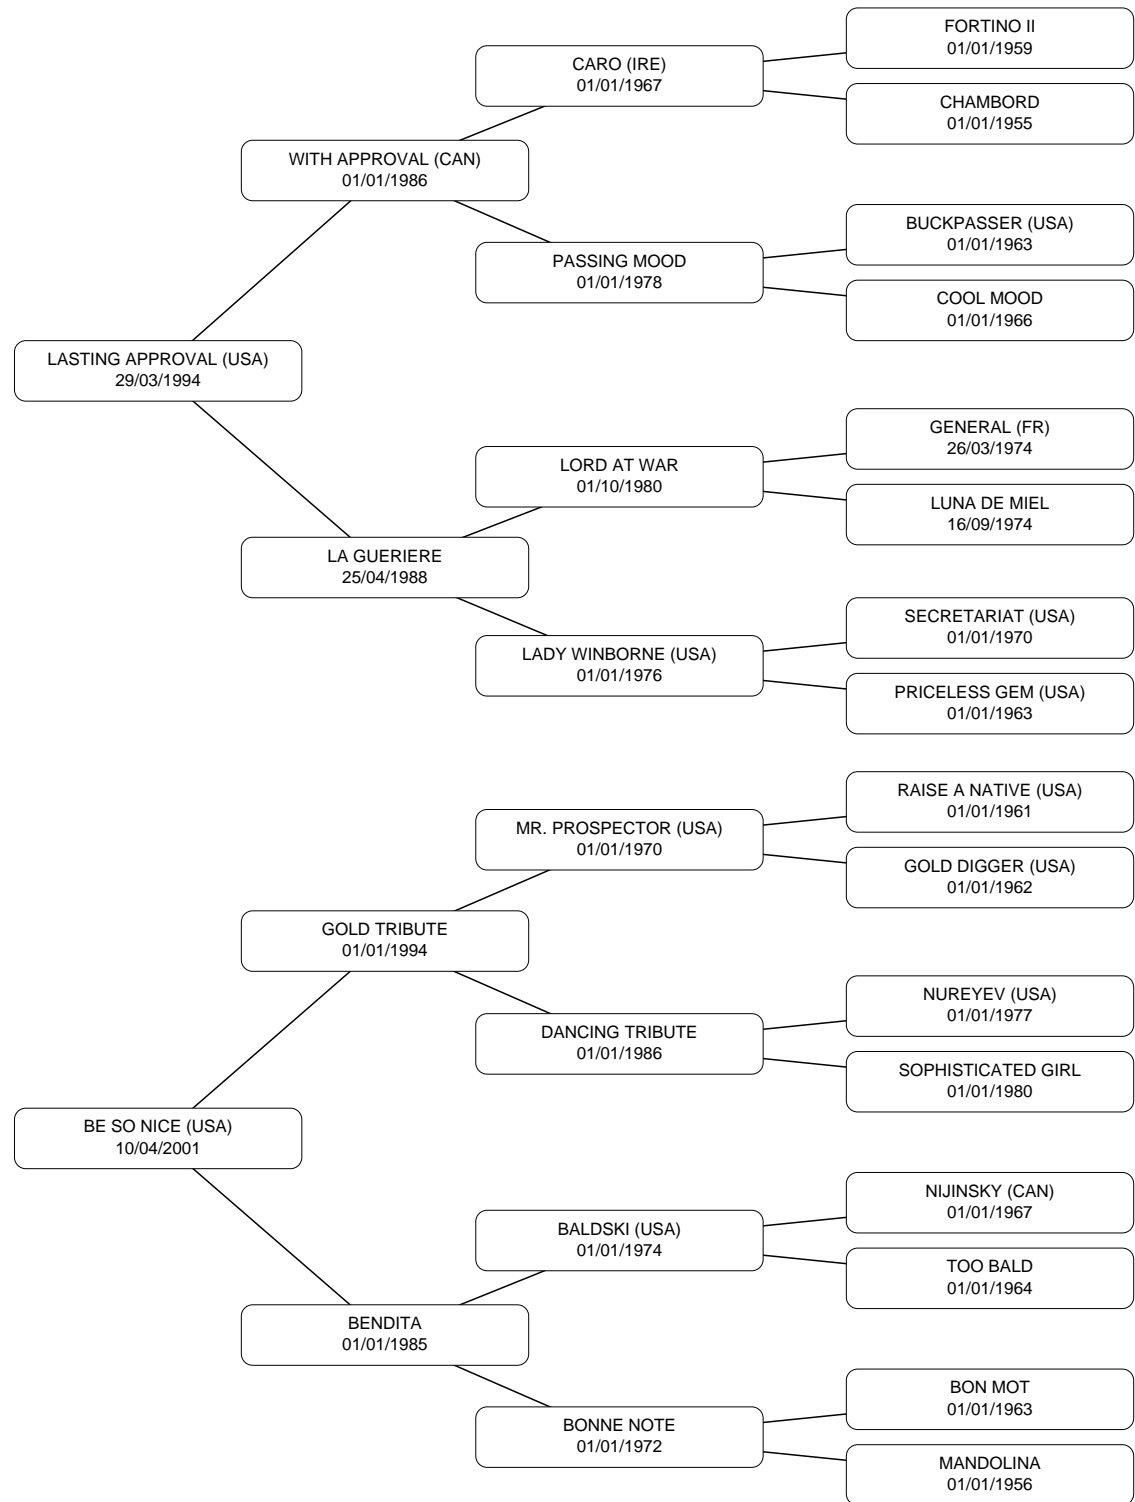 FORTINO II
01/01/1959
CARO (IRE)
01/01/1967
CHAMBORD
01/01/1955
WITH APPROVAL (CAN)
01/01/1986
BUCKPASSER (USA)
01/01/1963
PASSING MOOD
01/01/1978
COOL MOOD
01/01/1966
LASTING APPROVAL (USA)
29/03/1994
GENERAL (FR)
26/03/1974
LORD AT WAR
01/10/1980
LUNA DE MIEL
16/09/1974
LA GUERIERE
25/04/1988
SECRETARIAT (USA)
01/01/1970
LADY WINBORNE (USA)
01/01/1976
PRICELESS GEM (USA)
01/01/1963
RAISE A NATIVE (USA)
01/01/1961
MR. PROSPECTOR (USA)
01/01/1970
GOLD DIGGER (USA)
01/01/1962
GOLD TRIBUTE
01/01/1994
NUREYEV (USA)
01/01/1977
DANCING TRIBUTE
01/01/1986
SOPHISTICATED GIRL
01/01/1980
BE SO NICE (USA)
10/04/2001
NIJINSKY (CAN)
01/01/1967
BALDSKI (USA)
01/01/1974
TOO BALD
01/01/1964
BENDITA
01/01/1985
BON MOT
01/01/1963
BONNE NOTE
01/01/1972
MANDOLINA
01/01/1956